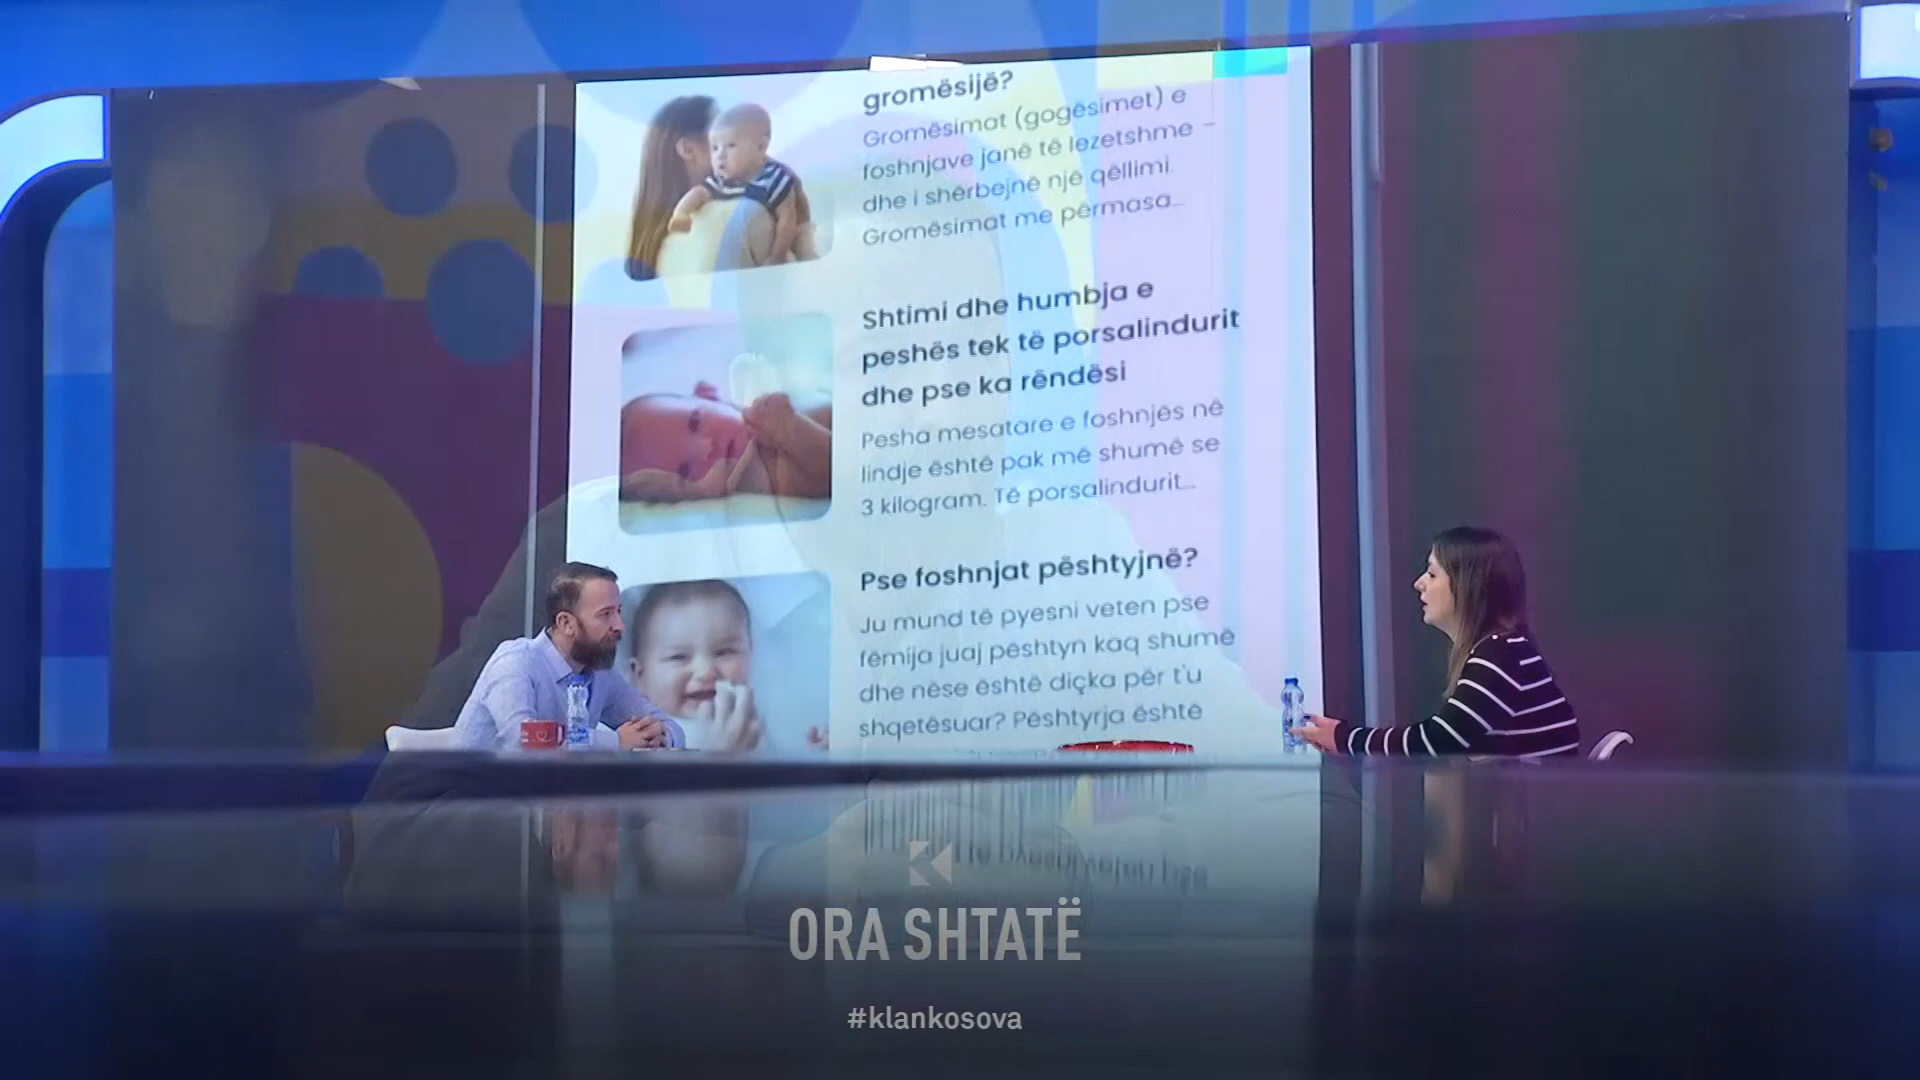 gromësijë?
Gromësimat (gogësimet) e
foshnjave janë të lezetshme –
dhe i shërbejnë një qëllimi.
Gromësimat me përmasa...
Shtimi dhe humbja e
peshës tek të porsalindurit
dhe pse ka rëndësi
Pesha mesatare e foshnjës në
lindje është pak më shumë se
3 kilogram. Të porsalindurit...
Pse foshnjat pështyjnë?
Ju mund të pyesni veten pse
fëmija juaj pështyn kaq shumë
dhe nëse është diçka për t'u
shqetësuar? Pështyrja është
ORA SHTATË
#klankosova